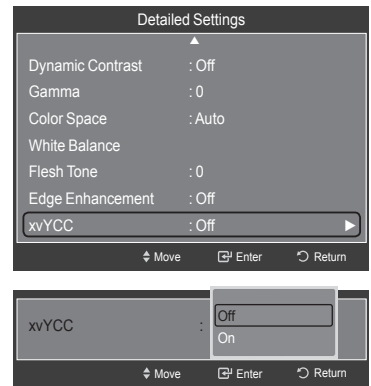 Detailed Settings
▲
Dynamic Contrast : Off
Gamma : 0
Color Space : Auto
White Balance
Flesh Tone : 0
Edge Enhancement : Off
xvYCC : Off ►
Move Enter Return
xvYCC : Off
On
Move Enter Return